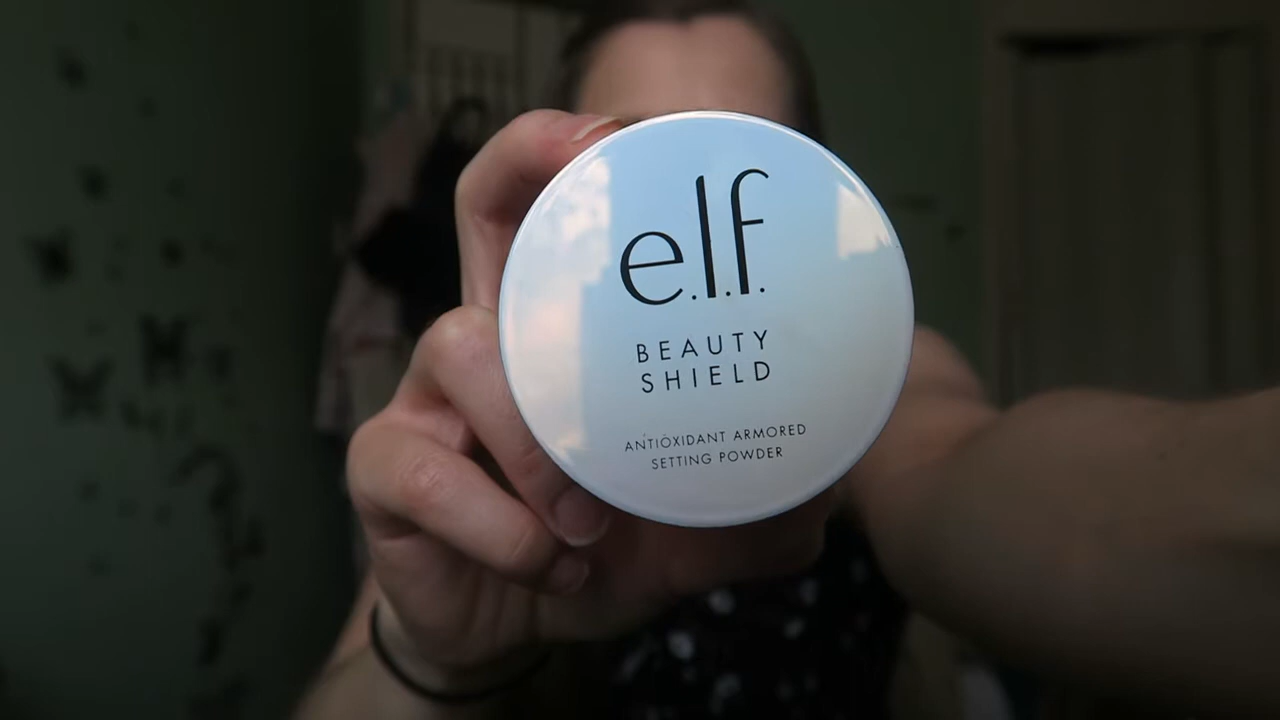 e.l.f.
BEAUTY
SHIELD
ANTIOXIDANT ARMORED
SETTING POWDER